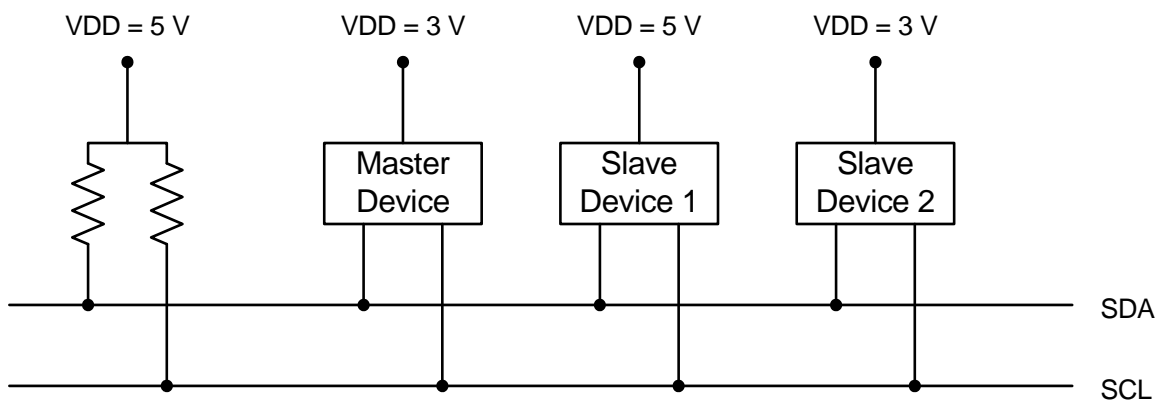 VDD = 5 V
VDD = 3 V
VDD = 5 V
VDD = 3 V
Master
Device
Slave
Device 1
Slave
Device 2
SDA
SCL